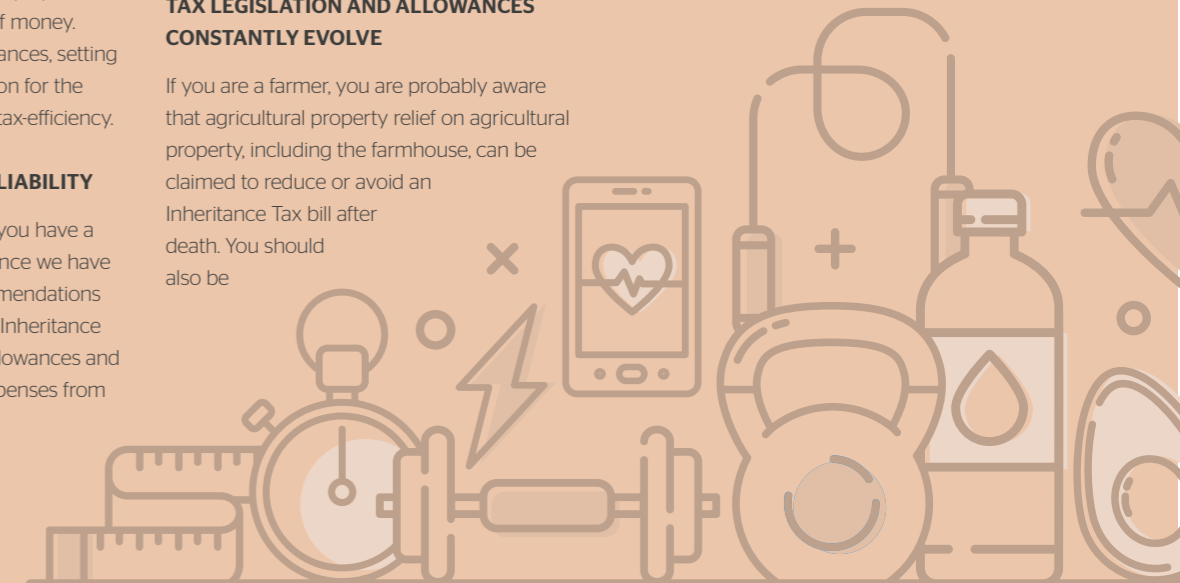 f money.
ances, setting
on for the
tax-efficiency.
LIABILITY
you have a
nce we have
mendations
Inheritance
lowances and
penses from
TAX LEGISLATION AND ALLOWANCES
CONSTANTLY EVOLVE
If you are a farmer, you are probably aware
that agricultural property relief on agricultural
property, including the farmhouse, can be
claimed to reduce or avoid an
Inheritance Tax bill after
death. You should
also be